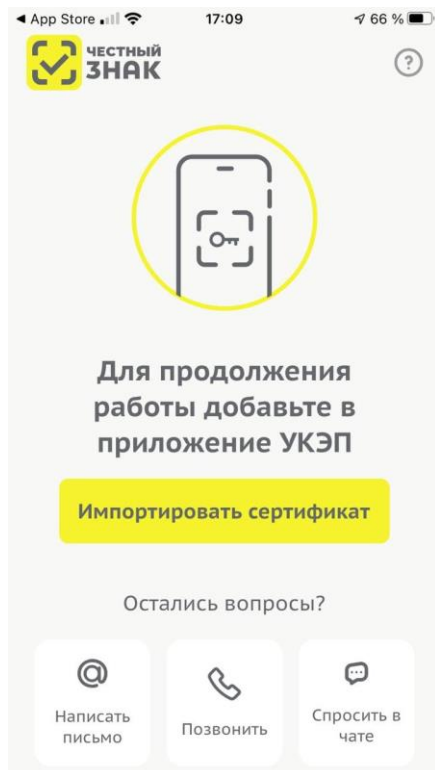 App Store 17:09 66 %
ЧЕСТНЫЙ
ЗНАК
?
Для продолжения
работы добавьте в
приложение УКЭП
Импортировать сертификат
Остались вопросы?
@
Написать
письмо
Позвонить
Спросить в
чате